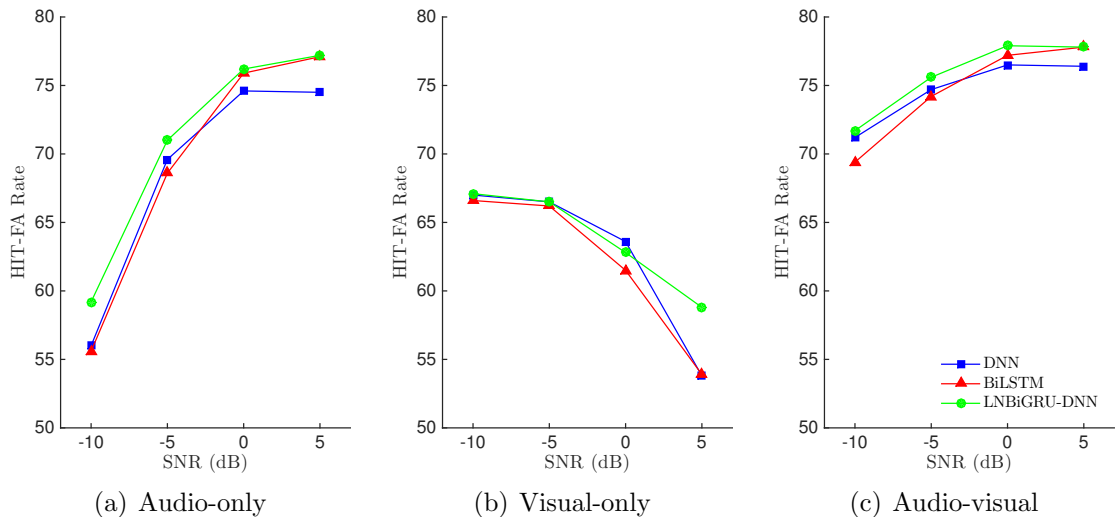 80
75
70
65
60
55
50
HIT-FA Rate
-10 -5 0 5
SNR (dB)
(a) Audio-only
80
75
70
65
60
55
50
HIT-FA Rate
-10 -5 0 5
SNR (dB)
(b) Visual-only
80
75
70
65
60
55
50
HIT-FA Rate
DNN
BiLSTM
LNBiGRU-DNN
-10 -5 0 5
SNR (dB)
(c) Audio-visual